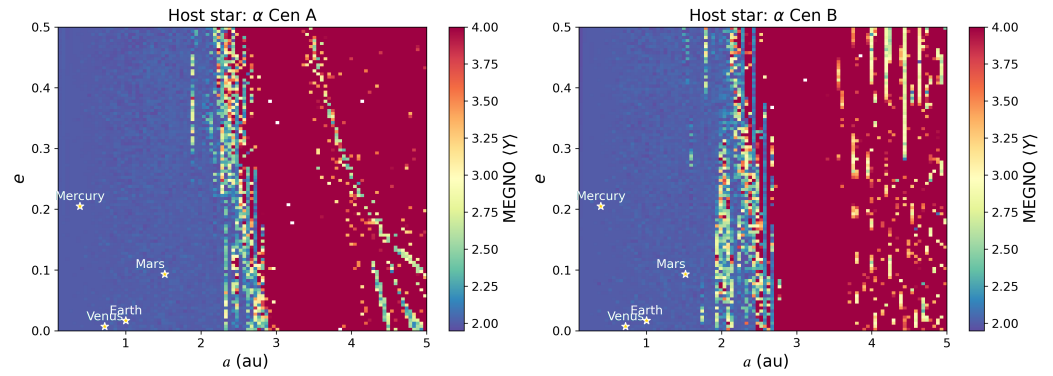 Host star: α Cen A
0.5
0.4
0.3
0.2
0.1
0.0
e
Mercury
Mars
Earth
Venus
1
2
3
4
5
a (au)
4.00
3.75
3.50
3.25
3.00
2.75
2.50
2.25
2.00
MEGNO ⟨Y⟩
Host star: α Cen B
0.5
0.4
0.3
0.2
0.1
0.0
e
Mercury
Mars
Earth
Venus
1
2
3
4
5
a (au)
4.00
3.75
3.50
3.25
3.00
2.75
2.50
2.25
2.00
MEGNO ⟨Y⟩